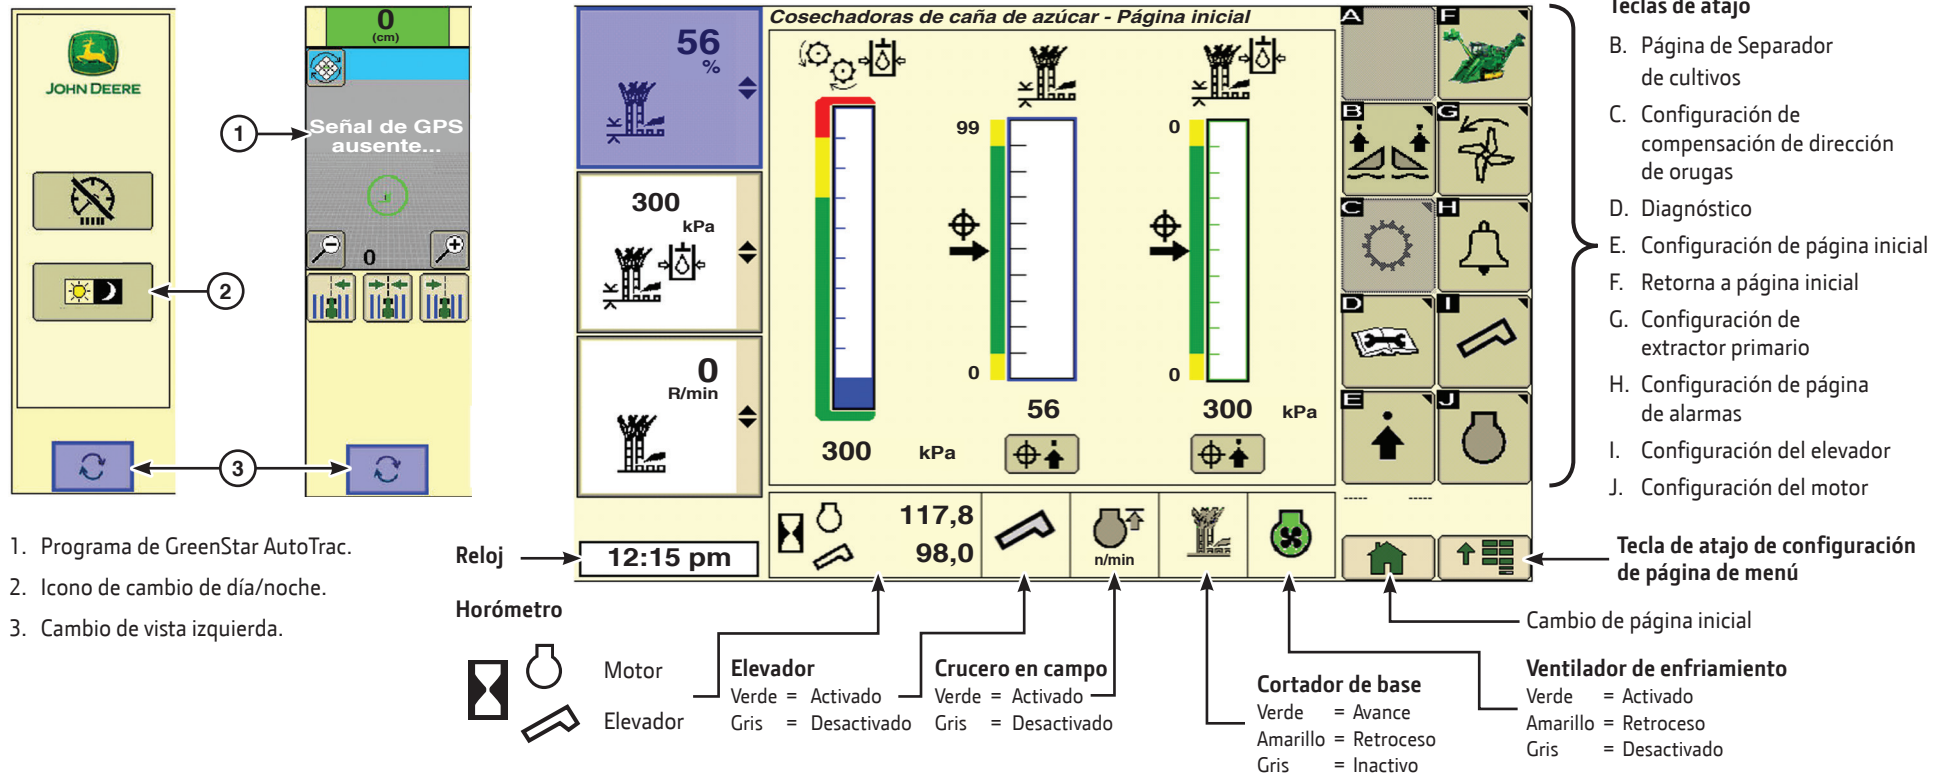 JOHN DEERE
0
(cm)
Señal de GPS
ausente...
0
1
2
3
1. Programa de GreenStar AutoTrac.
2. Icono de cambio de día/noche.
3. Cambio de vista izquierda.
Cosechadoras de caña de azúcar - Página inicial
56
%
300
kPa
0
R/min
99
0
0
0
300 kPa
56
300 kPa
117,8
98,0
n/min
12:15 pm
A
F
B
G
C
H
D
I
E
J
----- -----
Reloj
Horómetro
Motor
Elevador
Elevador
Verde = Activado
Gris = Desactivado
Crucero en campo
Verde = Activado
Gris = Desactivado
Cortador de base
Verde = Avance
Amarillo = Retroceso
Gris = Inactivo
Ventilador de enfriamiento
Verde = Activado
Amarillo = Retroceso
Gris = Desactivado
Cambio de página inicial
Tecla de atajo de configuración
de página de menú
Teclas de atajo
B. Página de Separador
de cultivos
C. Configuración de
compensación de dirección
de orugas
D. Diagnóstico
E. Configuración de página inicial
F. Retorna a página inicial
G. Configuración de
extractor primario
H. Configuración de página
de alarmas
I. Configuración del elevador
J. Configuración del motor